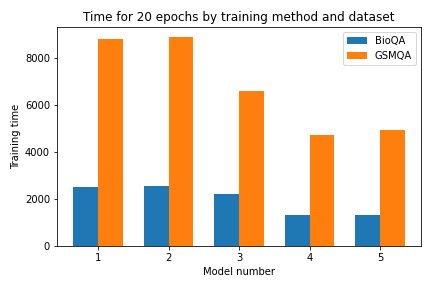 Time for 20 epochs by training method and dataset
BioQA
GSMQA
8000
6000
4000
2000
0
Training time
1 2 3 4 5
Model number